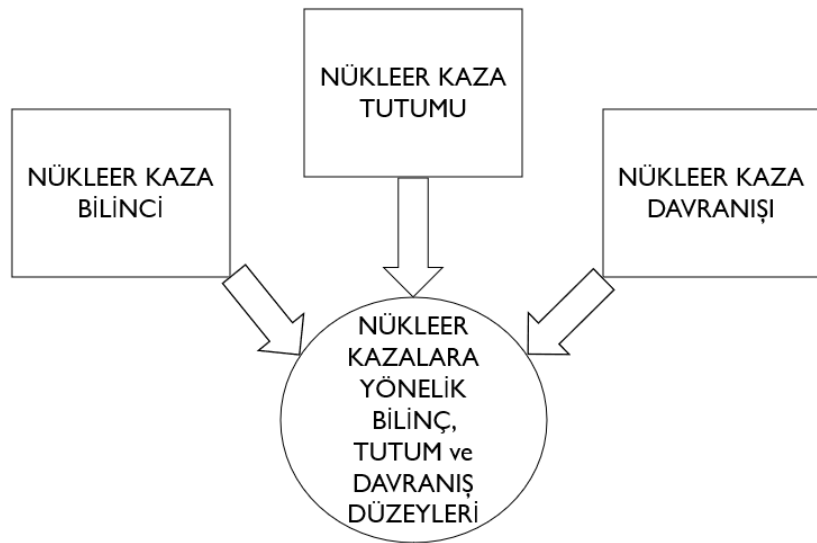 NÜKLEER KAZA
BİLİNCİ
NÜKLEER KAZA
TUTUMU
NÜKLEER KAZA
DAVRANIŞI
NÜKLEER
KAZALARA
YÖNELİK
BİLİNÇ,
TUTUM ve
DAVRANIŞ
DÜZEYLERİ